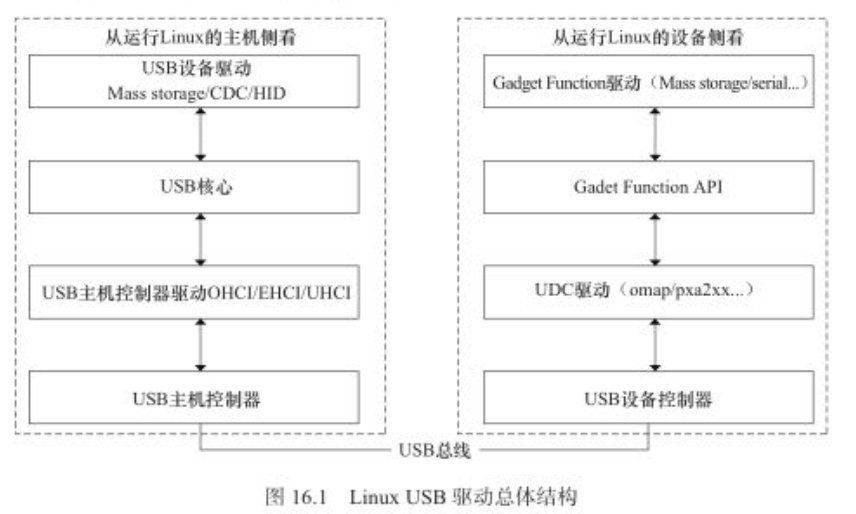 从运行Linux的主机侧看
USB设备驱动
Mass storage/CDC/HID
USB核心
USB主机控制器驱动OHCI/EHCI/UHCI
USB主机控制器
从运行Linux的设备侧看
Gadget Function驱动（Mass storage/serial...）
Gadet Function API
UDC驱动（omap/pxa2xx...）
USB设备控制器
USB总线
图 16.1 Linux USB 驱动总体结构